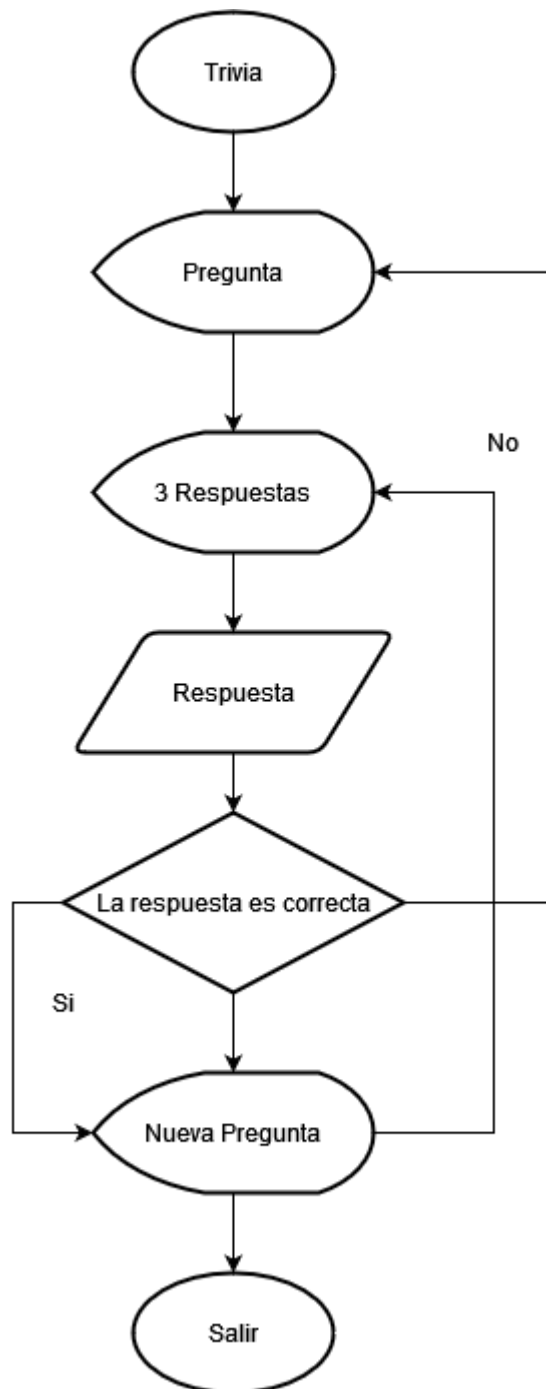 Trivia
Pregunta
No
3 Respuestas
Respuesta
La respuesta es correcta
Si
Nueva Pregunta
Salir